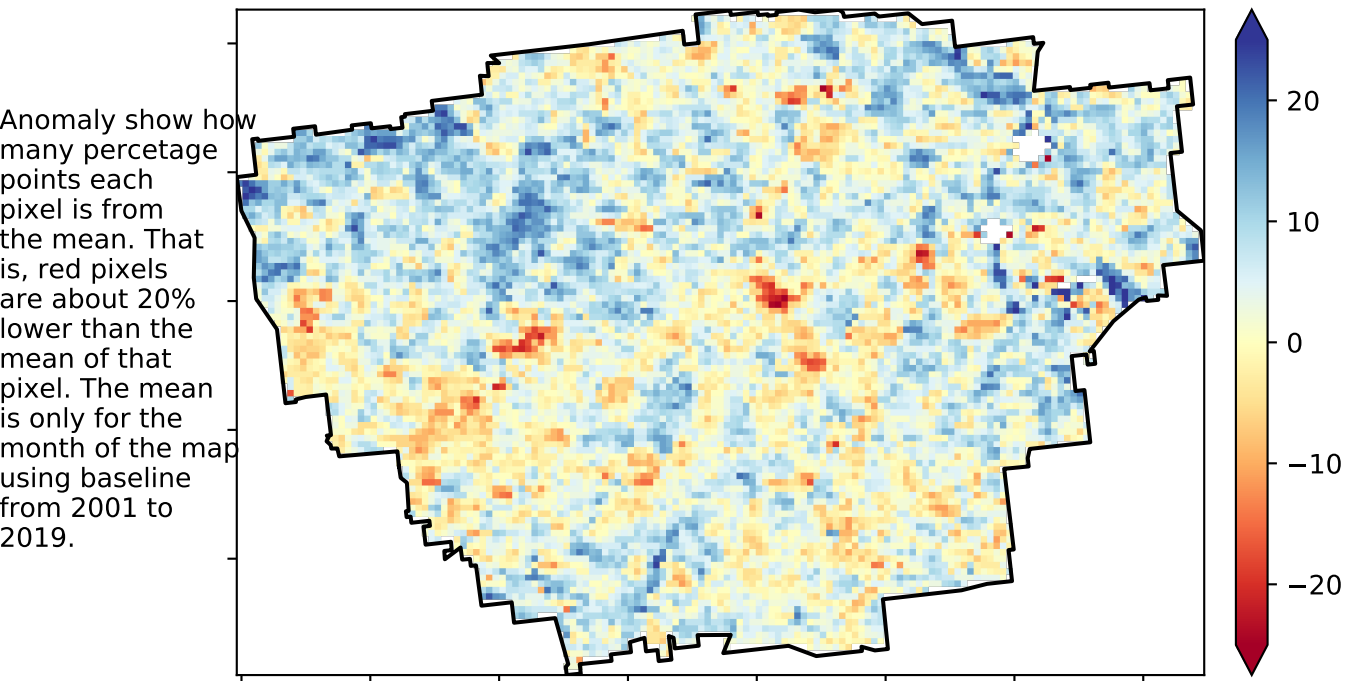 Anomaly show how
many percetage
points each
pixel is from
the mean. That
is, red pixels
are about 20%
lower than the
mean of that
pixel. The mean
is only for the
month of the map
using baseline
from 2001 to
2019.
20
10
0
−10
−20